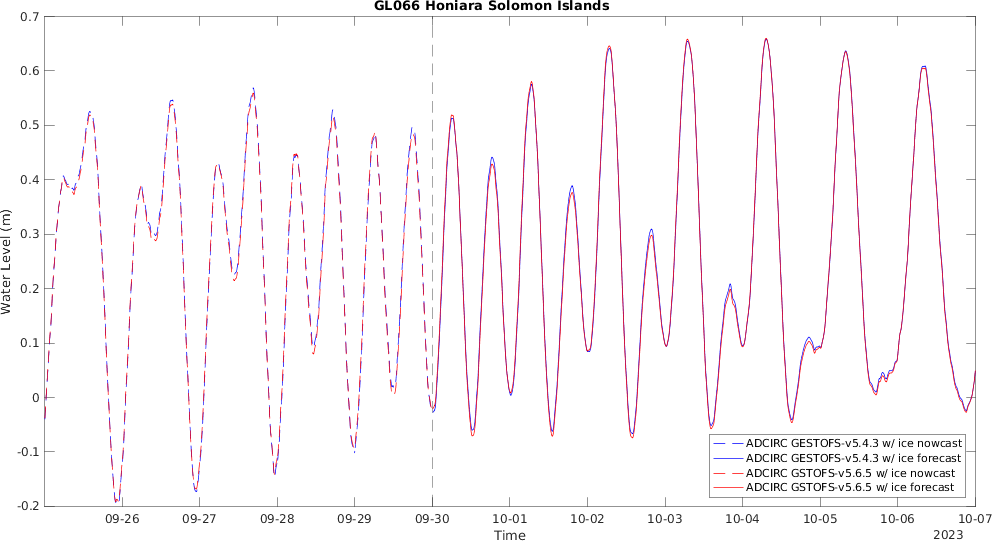 GL066 Honiara Solomon Islands
0.7
0.6
0.5
0.4
0.3
0.2
0.1
0
-0.1
-0.2
Water Level (m)
ADCIRC GESTOFS-v5.4.3 w/ ice nowcast
ADCIRC GESTOFS-v5.4.3 w/ ice forecast
ADCIRC GSTOFS-v5.6.5 w/ ice nowcast
ADCIRC GSTOFS-v5.6.5 w/ ice forecast
09-26 09-27 09-28 09-29 09-30 10-01 10-02 10-03 10-04 10-05 10-06 10-07
Time
2023